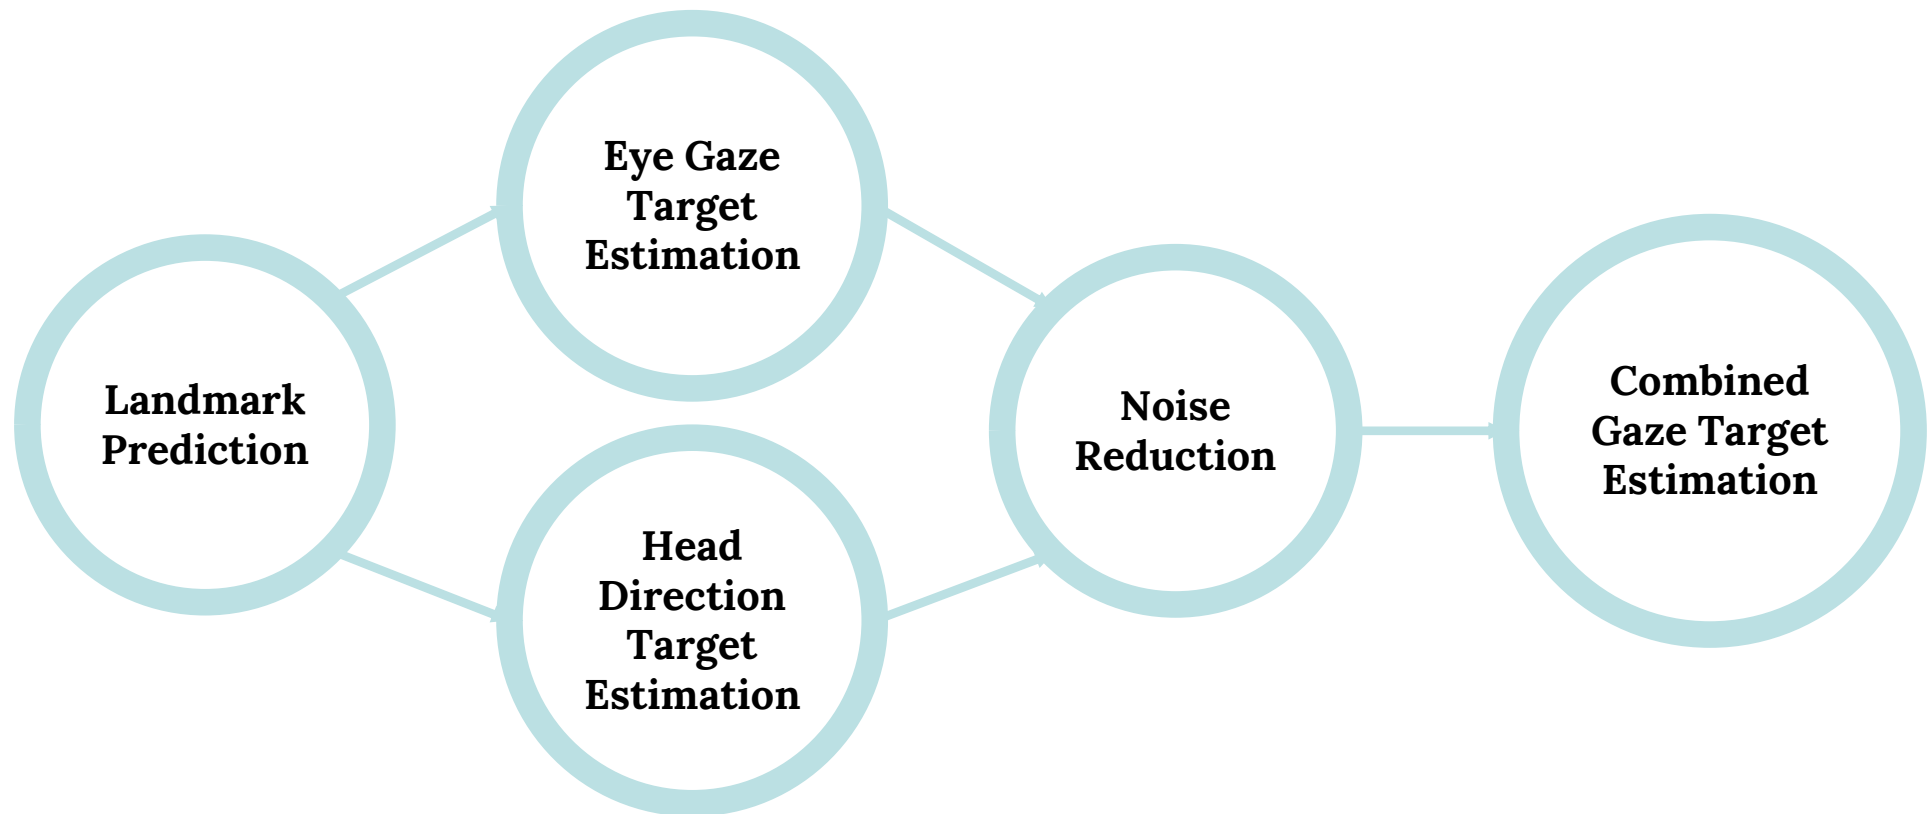 Landmark
Prediction
Eye Gaze
Target
Estimation
Head
Direction
Target
Estimation
Noise
Reduction
Combined
Gaze Target
Estimation